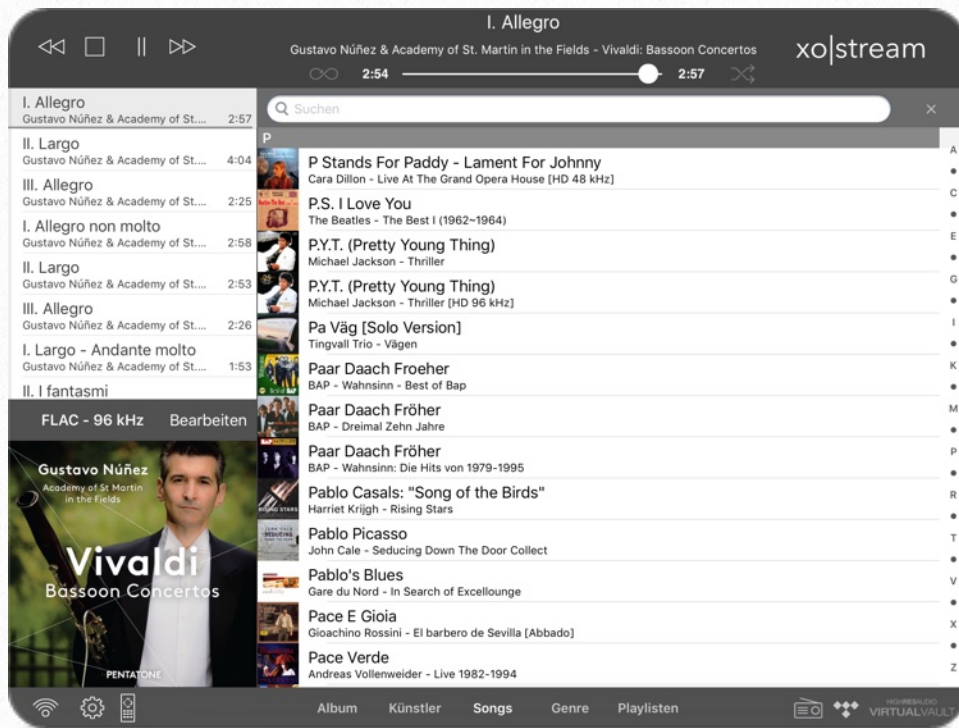 I. Allegro
Gustavo Núñez & Academy of St. Martin in the Fields - Vivaldi: Bassoon Concertos
2:54
2:57
xo|stream
I. Allegro
Gustavo Núñez & Academy of St.... 2:57
II. Largo
Gustavo Núñez & Academy of St.... 4:04
III. Allegro
Gustavo Núñez & Academy of St.... 2:25
I. Allegro non molto
Gustavo Núñez & Academy of St.... 2:58
II. Largo
Gustavo Núñez & Academy of St.... 2:53
III. Allegro
Gustavo Núñez & Academy of St.... 2:26
I. Largo - Andante molto
Gustavo Núñez & Academy of St.... 1:53
II. I fantasmi
FLAC - 96 kHz Bearbeiten
Gustavo Núñez
Academy of St Martin
in the Fields
Vivaldi
Bassoon Concertos
PENTATONE
Suchen
P
P Stands For Paddy - Lament For Johnny
Cara Dillon - Live At The Grand Opera House [HD 48 kHz]
P.S. I Love You
The Beatles - The Best I (1962~1964)
P.Y.T. (Pretty Young Thing)
Michael Jackson - Thriller
P.Y.T. (Pretty Young Thing)
Michael Jackson - Thriller [HD 96 kHz]
Pa Väg [Solo Version]
Tingvall Trio - Vägen
Paar Daach Froeher
BAP - Wahnsinn - Best of Bap
Paar Daach Fröher
BAP - Dreimal Zehn Jahre
Paar Daach Fröher
BAP - Wahnsinn: Die Hits von 1979-1995
Pablo Casals: "Song of the Birds"
Harriet Krijgh - Rising Stars
Pablo Picasso
John Cale - Seducing Down The Door Collect
Pablo's Blues
Gare du Nord - In Search of Excellounge
Pace E Gioia
Gioachino Rossini - El barbero de Sevilla [Abbado]
Pace Verde
Andreas Vollenweider - Live 1982-1994
A
C
E
G
I
K
M
P
R
T
V
X
Z
Album Künstler Songs Genre Playlisten
HIGHRESAUDIO
VIRTUALVAULT